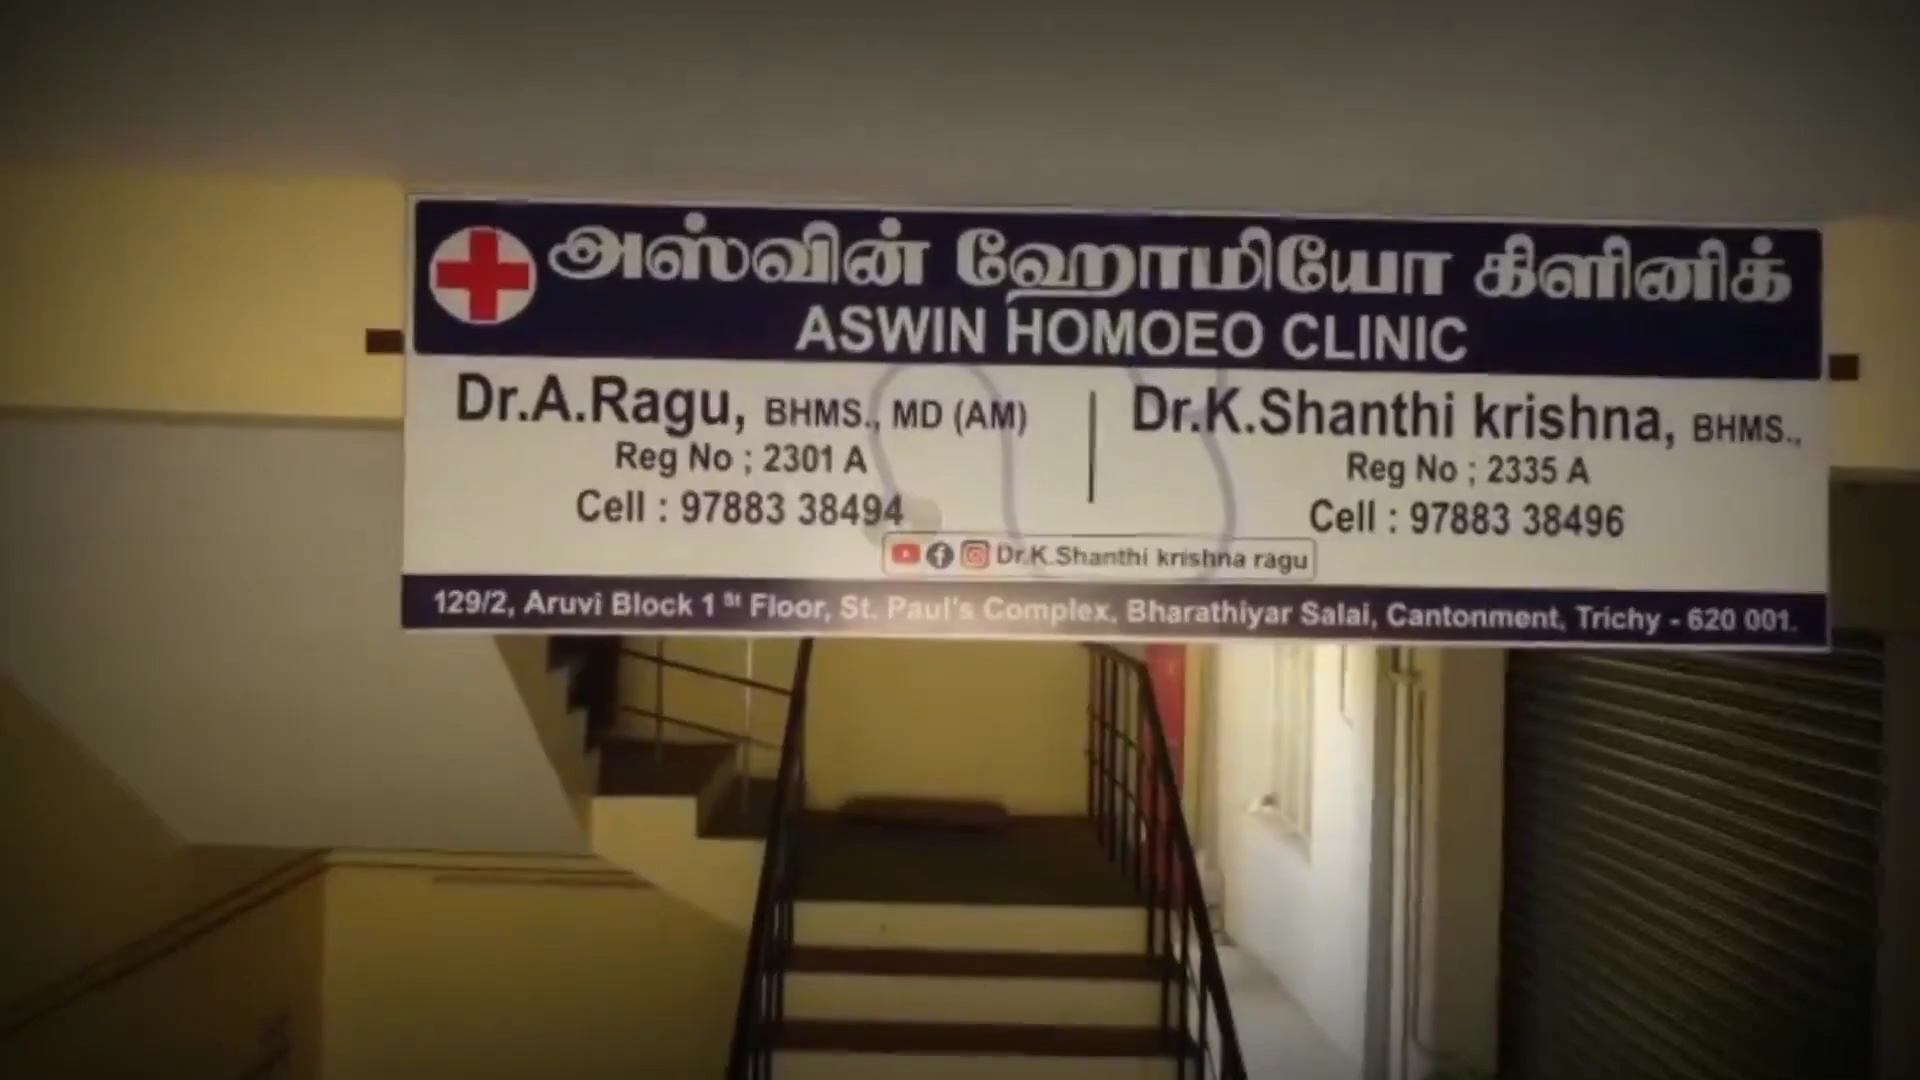 அஸ்வின் ஹோமியோ கிளினிக்
ASWIN HOMOEO CLINIC
Dr.A.Ragu, BHMS., MD (AM)
Reg No ; 2301 A
Cell : 97883 38494
Dr.K.Shanthi krishna, BHMS.,
Reg No ; 2335 A
Cell : 97883 38496
Dr.K.Shanthi krishna ragu
129/2, Aruvi Block 1 St Floor, St. Paul's Complex, Bharathiyar Salai, Cantonment, Trichy - 620 001.